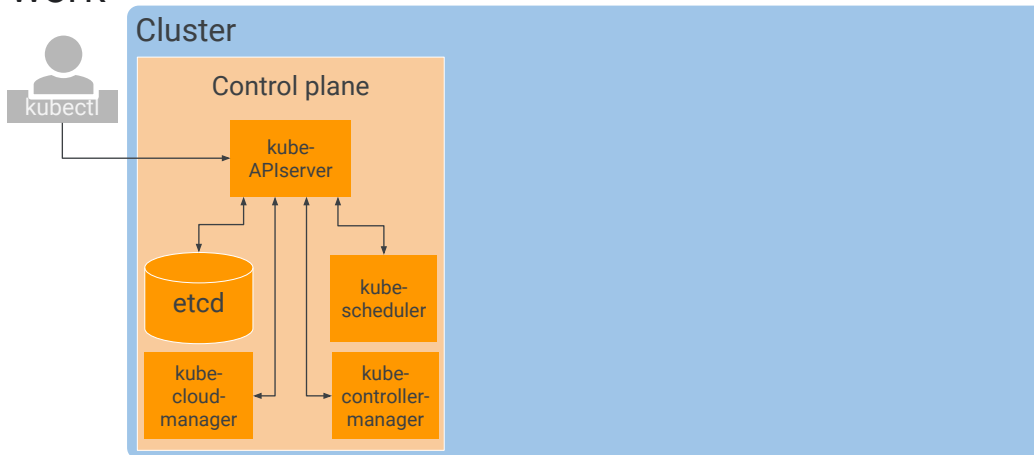 Cluster
Control plane
kubectl
kube-
APIserver
etcd
kube-
scheduler
kube-
cloud-
manager
kube-
controller-
manager